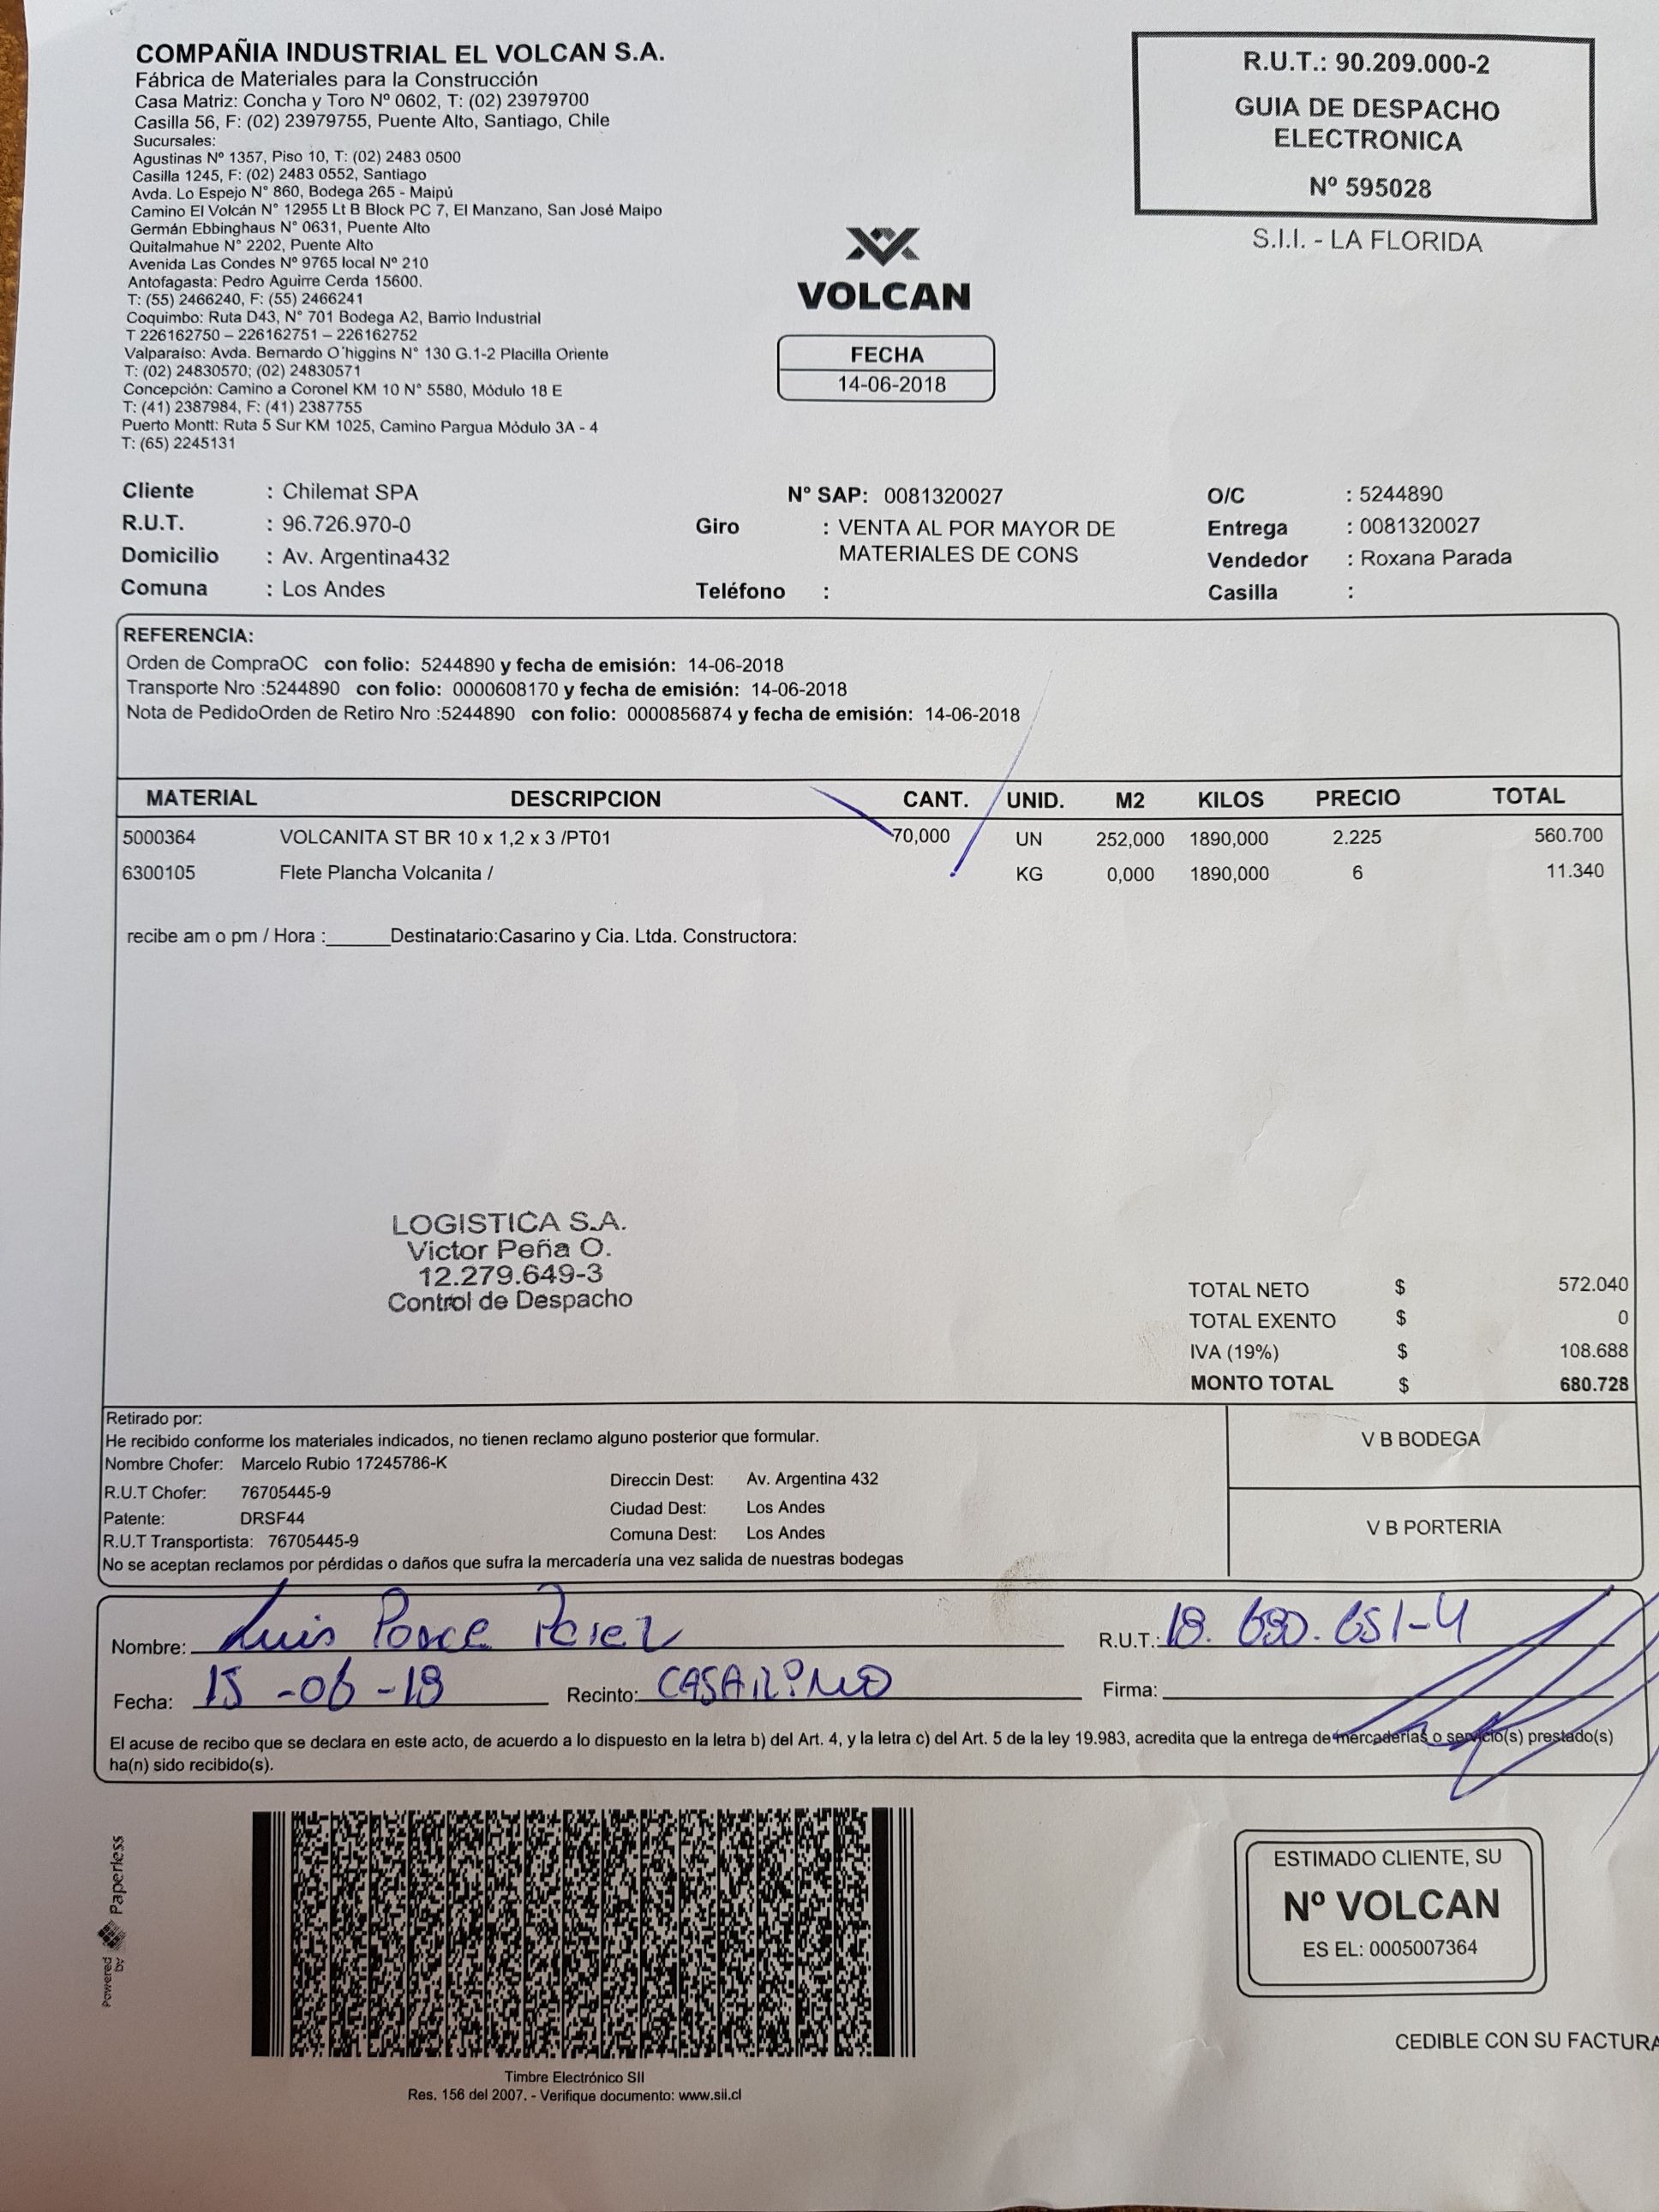 COMPAÑIA INDUSTRIAL EL VOLCAN S.A.
Fábrica de Materiales para la Construcción
Casa Matriz: Concha y Toro Nº 0602, T: (02) 23979700
Casilla 56, F: (02) 23979755, Puente Alto, Santiago, Chile
Sucursales:
Agustinas Nº 1357, Piso 10, T: (02) 2483 0500
Casilla 1245, F: (02) 2483 0552, Santiago
Avda. Lo Espejo N° 860, Bodega 265 - Maipú
Camino El Volcán N° 12955 Lt B Block PC 7, El Manzano, San José Maipo
Germán Ebbinghaus N° 0631, Puente Alto
Quitalmahue N° 2202, Puente Alto
Avenida Las Condes Nº 9765 local Nº 210
Antofagasta: Pedro Aguirre Cerda 15600.
T: (55) 2466240, F: (55) 2466241
Coquimbo: Ruta D43, N° 701 Bodega A2, Barrio Industrial
T 226162750 – 226162751 – 226162752
Valparaíso: Avda. Bernardo O´higgins N° 130 G.1-2 Placilla Oriente
T: (02) 24830570; (02) 24830571
Concepción: Camino a Coronel KM 10 N° 5580, Módulo 18 E
T: (41) 2387984, F: (41) 2387755
Puerto Montt: Ruta 5 Sur KM 1025, Camino Pargua Módulo 3A - 4
T: (65) 2245131
VOLCAN
FECHA
14-06-2018
R.U.T.: 90.209.000-2
GUIA DE DESPACHO
ELECTRONICA
Nº 595028
S.I.I. - LA FLORIDA
Cliente : Chilemat SPA Nº SAP: 0081320027 O/C : 5244890
R.U.T. : 96.726.970-0 Giro : VENTA AL POR MAYOR DE Entrega : 0081320027
MATERIALES DE CONS
Domicilio : Av. Argentina432 Vendedor : Roxana Parada
Comuna : Los Andes Teléfono : Casilla :
REFERENCIA:
Orden de CompraOC con folio: 5244890 y fecha de emisión: 14-06-2018
Transporte Nro :5244890 con folio: 0000608170 y fecha de emisión: 14-06-2018
Nota de PedidoOrden de Retiro Nro :5244890 con folio: 0000856874 y fecha de emisión: 14-06-2018
MATERIAL DESCRIPCION CANT. UNID. M2 KILOS PRECIO TOTAL
5000364 VOLCANITA ST BR 10 x 1,2 x 3 /PT01 70,000 UN 252,000 1890,000 2.225 560.700
6300105 Flete Plancha Volcanita / KG 0,000 1890,000 6 11.340
recibe am o pm / Hora :______Destinatario:Casarino y Cia. Ltda. Constructora:
LOGISTICA S.A.
Victor Peña O.
12.279.649-3
Control de Despacho
TOTAL NETO $ 572.040
TOTAL EXENTO $ 0
IVA (19%) $ 108.688
MONTO TOTAL $ 680.728
Retirado por:
He recibido conforme los materiales indicados, no tienen reclamo alguno posterior que formular.
Nombre Chofer: Marcelo Rubio 17245786-K
R.U.T Chofer: 76705445-9
Patente: DRSF44
R.U.T Transportista: 76705445-9
Direccin Dest: Av. Argentina 432
Ciudad Dest: Los Andes
Comuna Dest: Los Andes
No se aceptan reclamos por pérdidas o daños que sufra la mercadería una vez salida de nuestras bodegas
V B BODEGA
V B PORTERIA
Nombre: Luis Ponce Perez R.U.T.:
Fecha: 15-06-18 Recinto: CASARINO Firma:
El acuse de recibo que se declara en este acto, de acuerdo a lo dispuesto en la letra b) del Art. 4, y la letra c) del Art. 5 de la ley 19.983, acredita que la entrega de mercaderías o servicio(s) prestado(s)
ha(n) sido recibido(s).
Powered by Paperless
Timbre Electrónico SII
Res. 156 del 2007. - Verifique documento: www.sii.cl
ESTIMADO CLIENTE, SU
Nº VOLCAN
ES EL: 0005007364
CEDIBLE CON SU FACTURA